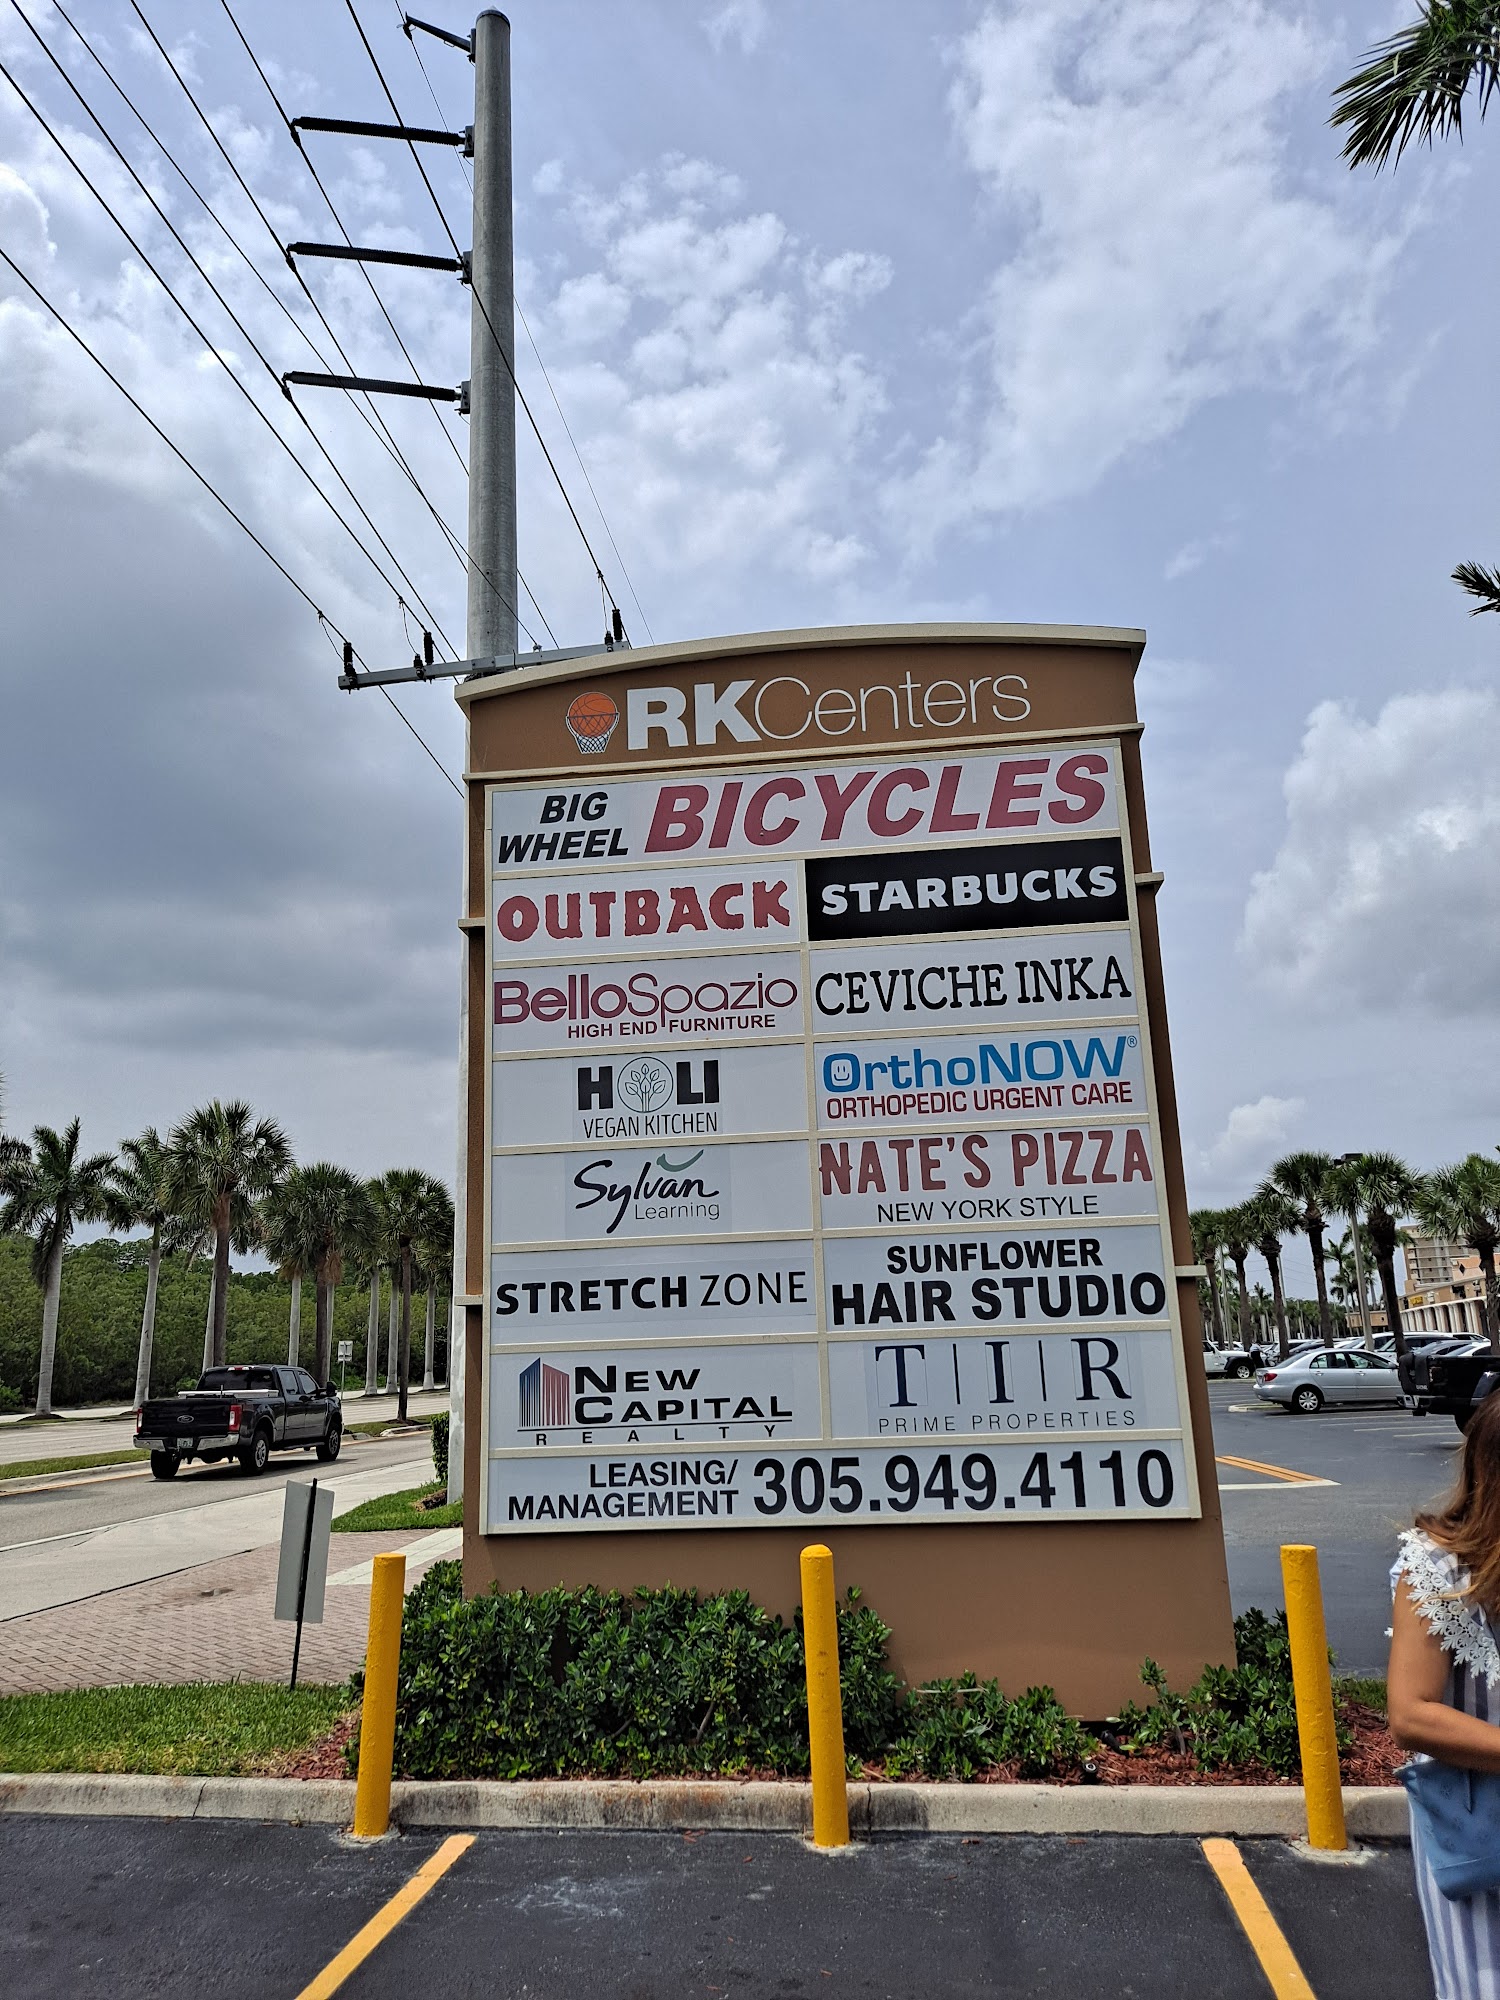 RKCenters
BIG WHEEL BICYCLES
OUTBACK
STARBUCKS
BelloSpazio
HIGH END FURNITURE
CEVICHE INKA
HOLI
VEGAN KITCHEN
OrthoNOW®
ORTHOPEDIC URGENT CARE
Sylvan
Learning
NATE'S PIZZA
NEW YORK STYLE
STRETCH ZONE
SUNFLOWER
HAIR STUDIO
NEW
CAPITAL
REALTY
T|I|R
PRIME PROPERTIES
LEASING/
MANAGEMENT 305.949.4110